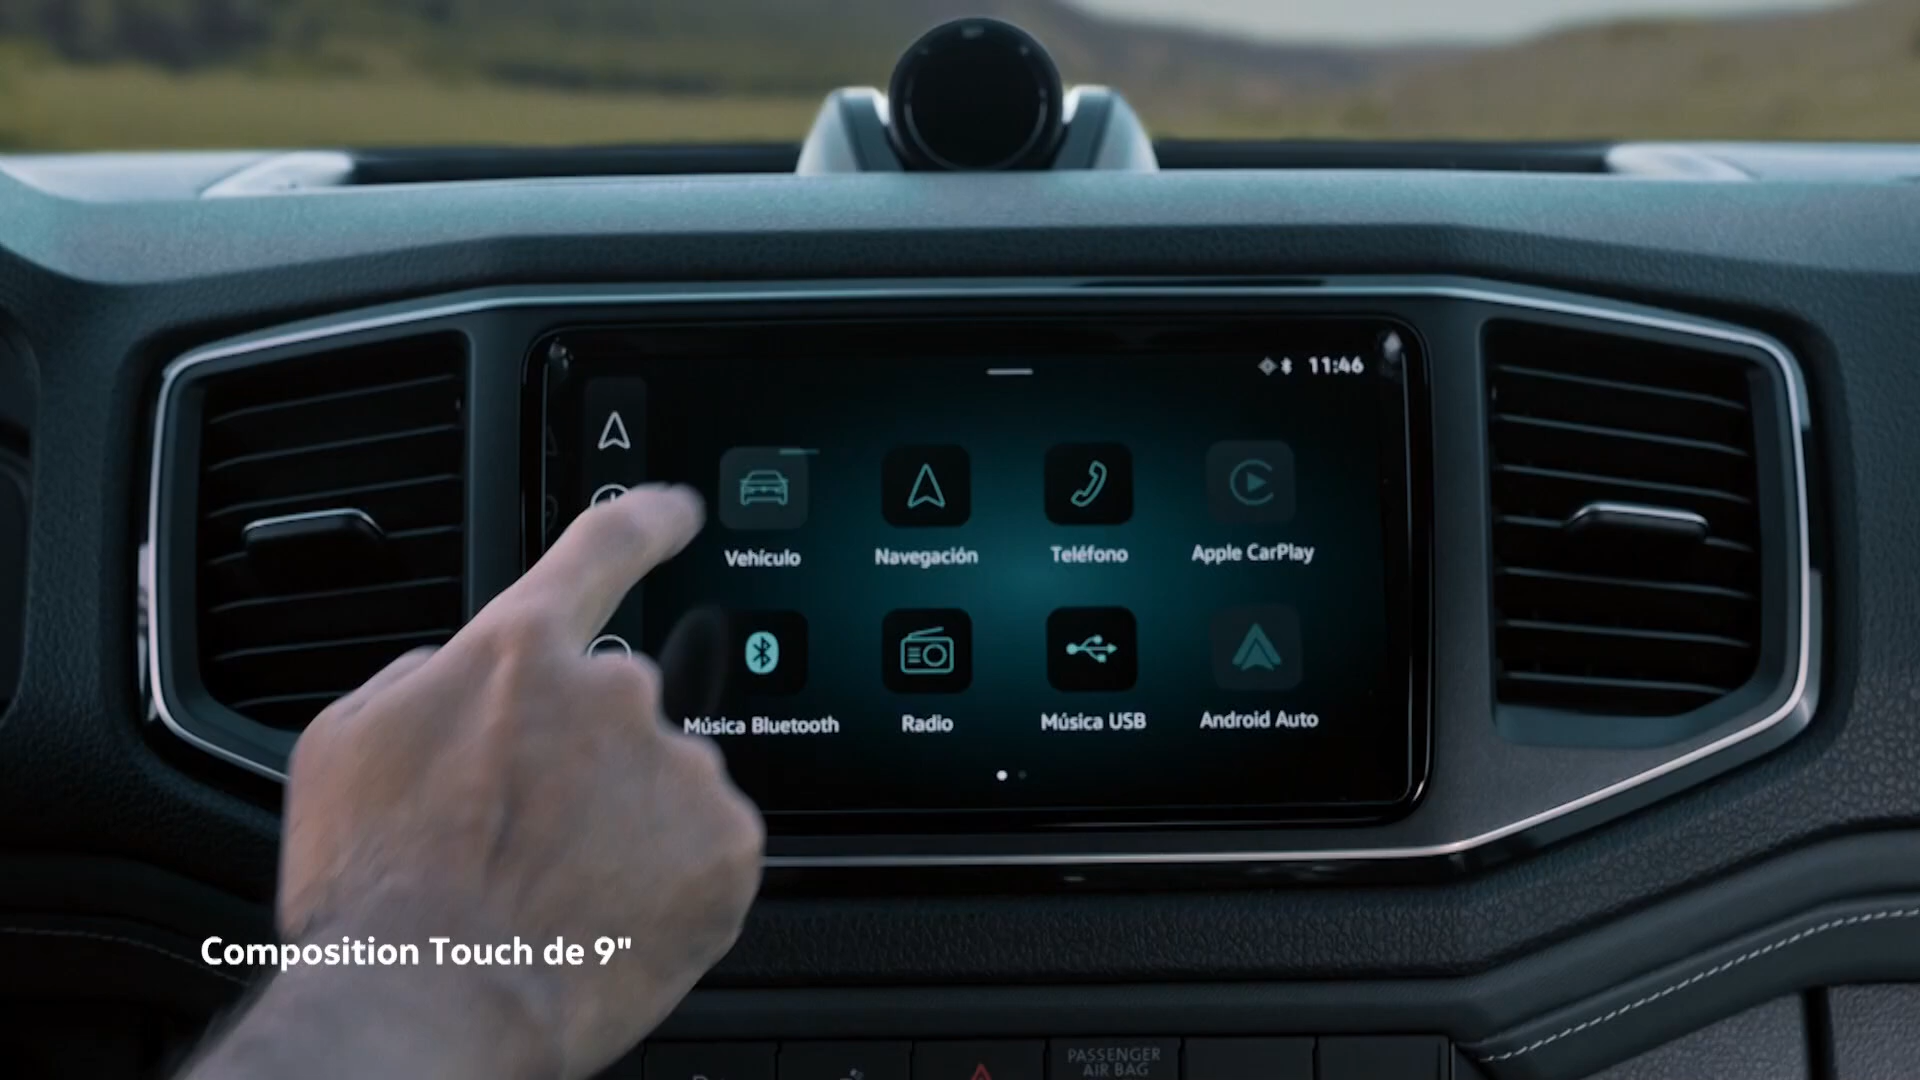 11:46
Vehículo
Navegación
Teléfono
Apple CarPlay
Música Bluetooth
Radio
Música USB
Android Auto
Composition Touch de 9"
PASSENGER
AIR BAG